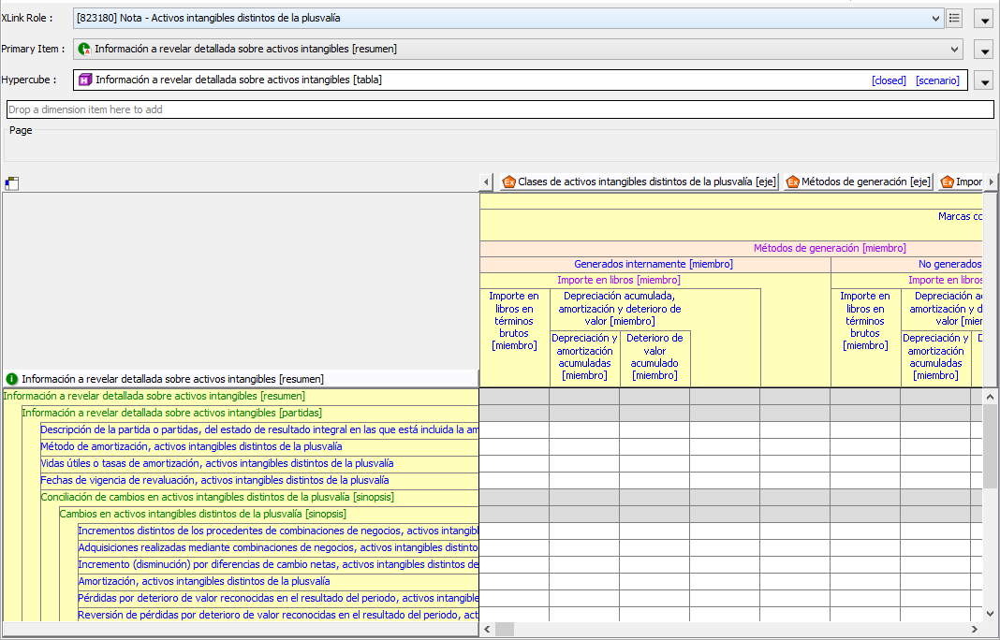 XLink Role :
[823180] Nota - Activos intangibles distintos de la plusvalía
Primary Item :
Información a revelar detallada sobre activos intangibles [resumen]
Hypercube :
Información a revelar detallada sobre activos intangibles [tabla]
[closed] [scenario]
Drop a dimension item here to add
Page
Clases de activos intangibles distintos de la plusvalía [eje]
Métodos de generación [eje]
Impor
Marcas co
Métodos de generación [miembro]
Generados internamente [miembro]
No generados
Importe en libros [miembro]
Importe en libros
Importe en
libros en
términos
brutos
[miembro]
Depreciación acumulada,
amortización y deterioro de
valor [miembro]
Depreciación y
amortización
acumuladas
[miembro]
Deterioro de
valor
acumulado
[miembro]
Importe en
libros en
términos
brutos
[miembro]
Depreciación a
amortización y d
valor [mier
Depreciación y
amortización
acumuladas
[miembro]
Información a revelar detallada sobre activos intangibles [resumen]
Información a revelar detallada sobre activos intangibles [resumen]
Información a revelar detallada sobre activos intangibles [partidas]
Descripción de la partida o partidas, del estado de resultado integral en las que está incluida la am
Método de amortización, activos intangibles distintos de la plusvalía
Vidas útiles o tasas de amortización, activos intangibles distintos de la plusvalía
Fechas de vigencia de revaluación, activos intangibles distintos de la plusvalía
Conciliación de cambios en activos intangibles distintos de la plusvalía [sinopsis]
Cambios en activos intangibles distintos de la plusvalía [sinopsis]
Incrementos distintos de los procedentes de combinaciones de negocios, activos intangibl
Adquisiciones realizadas mediante combinaciones de negocios, activos intangibles distinto
Incremento (disminución) por diferencias de cambio netas, activos intangibles distintos de
Amortización, activos intangibles distintos de la plusvalía
Pérdidas por deterioro de valor reconocidas en el resultado del periodo, activos intangible
Reversión de pérdidas por deterioro de valor reconocidas en el resultado del periodo, act